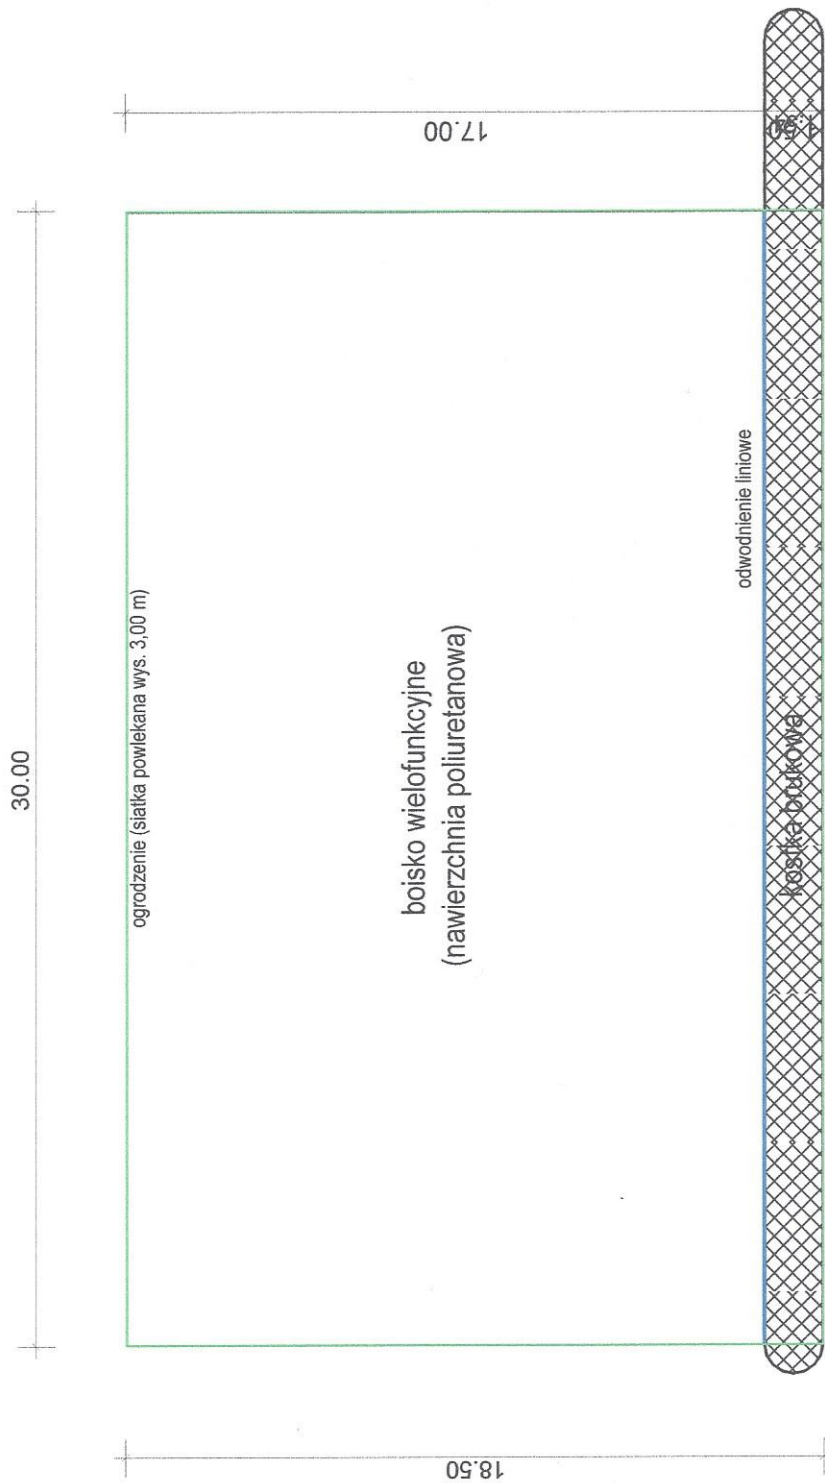 30.00
ogrodzenie (siatka powlekana wys. 3,00 m)
17.00
boisko wielofunkcyjne
(nawierzchnia poliuretanowa)
odwodnienie liniowe
kostka brukowa
18.50